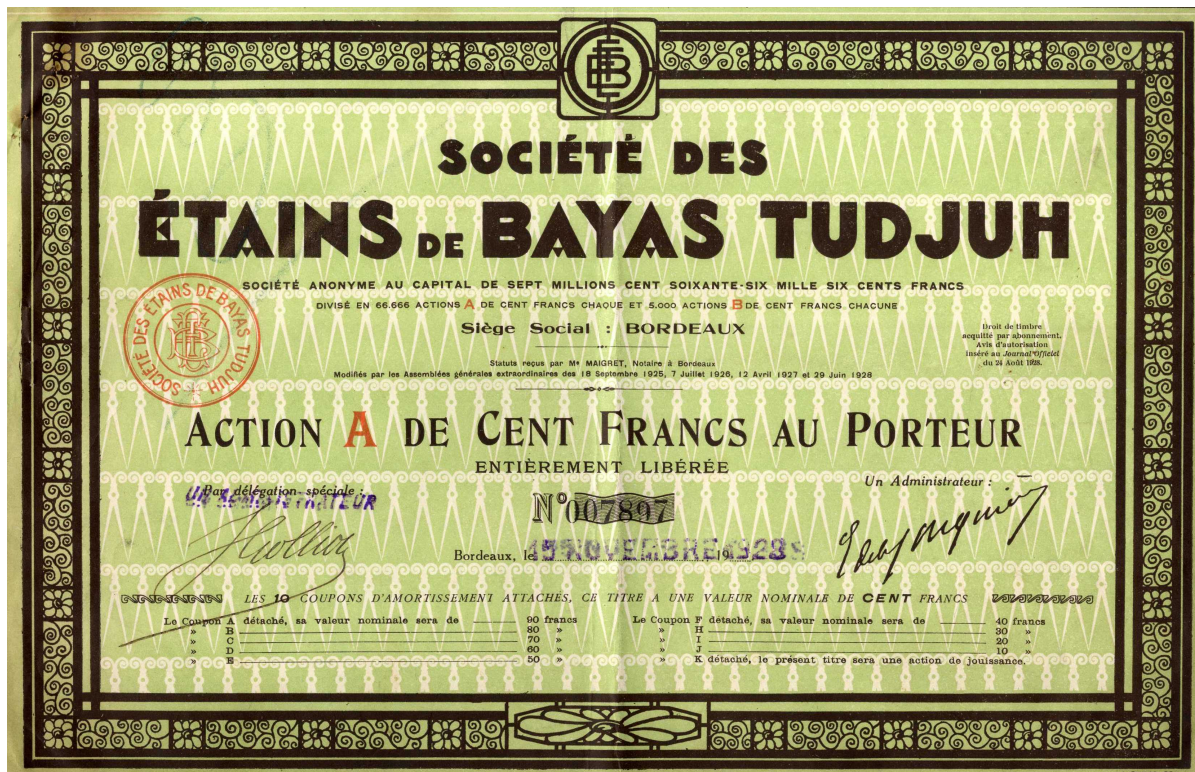 SOCIÉTÉ DES
ÉTAINS DE BAYAS TUDJUH
SOCIÉTÉ ANONYME AU CAPITAL DE SEPT MILLIONS CENT SOIXANTE-SIX MILLE SIX CENTS FRANCS
DIVISÉ EN 66.666 ACTIONS A DE CENT FRANCS CHAQUE ET 5.000 ACTIONS B DE CENT FRANCS CHACUNE
Siège Social : BORDEAUX
SOCIÉTÉ DES ÉTAINS DE BAYAS TUDJUH
Droit de timbre
acquitté par abonnement.
Avis d'autorisation
inséré au Journal Officiel
du 24 Août 1928.
Statuts reçus par Me MAIGRET, Notaire à Bordeaux
Modifiés par les Assemblées générales extraordinaires des 18 Septembre 1925, 7 Juillet 1926, 12 Avril 1927 et 29 Juin 1928
ACTION A DE CENT FRANCS AU PORTEUR
ENTIÈREMENT LIBÉRÉE
Par délégation spéciale :
UN ADMINISTRATEUR
Un Administrateur :
No 007897
Bordeaux, le 15 NOVEMBRE 1928
LES 10 COUPONS D'AMORTISSEMENT ATTACHÉS, CE TITRE A UNE VALEUR NOMINALE DE CENT FRANCS
Le Coupon A détaché, sa valeur nominale sera de 90 francs
» B 80 »
» C 70 »
» D 60 »
» E 50 »
Le Coupon F détaché, sa valeur nominale sera de 40 francs
» H 30 »
» I 20 »
» J 10 »
» K détaché, le présent titre sera une action de jouissance.